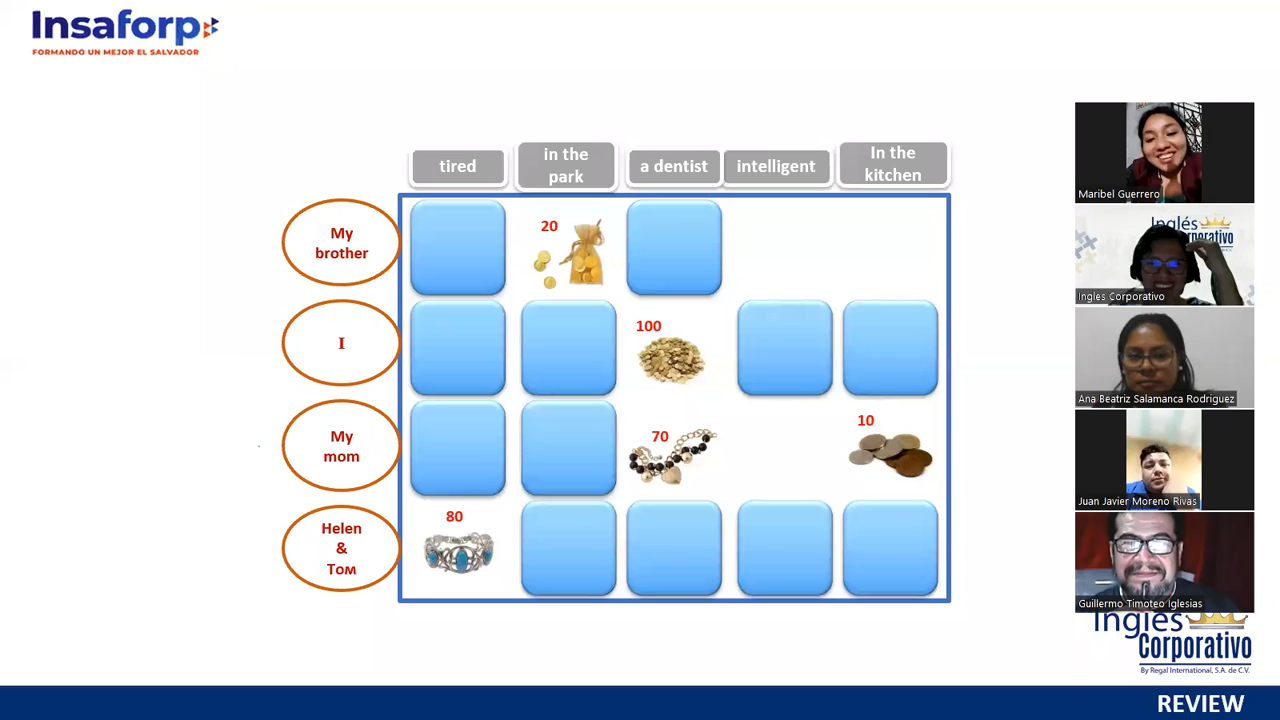 Insaforp
FORMANDO UN MEJOR EL SALVADOR
tired
in the
park
a dentist
intelligent
In the
kitchen
My
brother
20
I
100
My
mom
70
10
Helen
&
Tom
80
Maribel Guerrero
Inglés
Corporativo
Ingles Corporativo
Ana Beatriz Salamanca Rodriguez
Juan Javier Moreno Rivas
Guillermo Timoteo Iglesias
Inglés
Corporativo
By Regal International, S.A. de C.V.
REVIEW